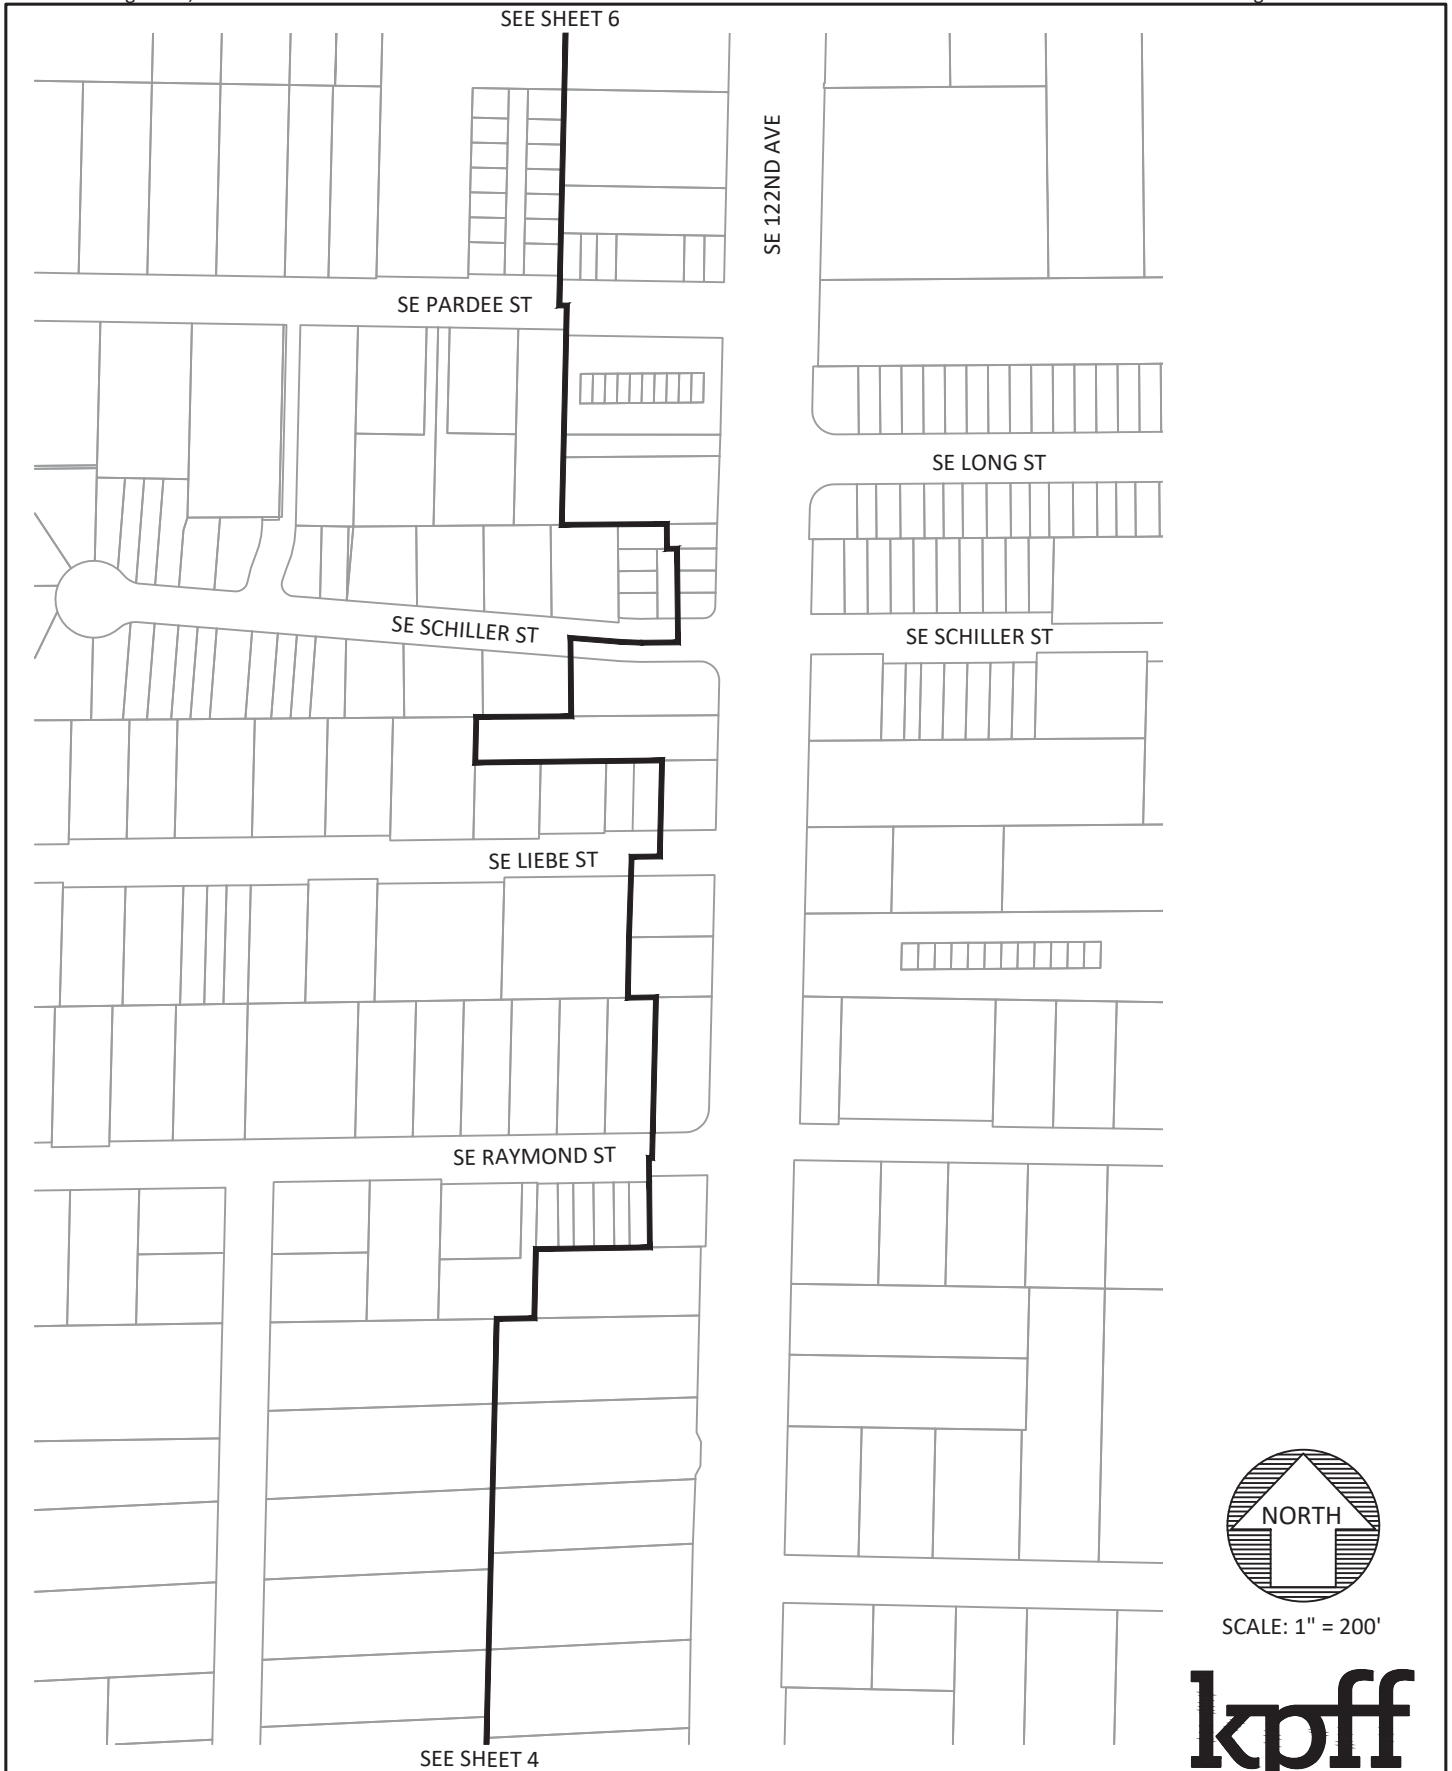 SEE SHEET 6
SE 122ND AVE
SE PARDEE ST
SE LONG ST
SE SCHILLER ST
SE SCHILLER ST
SE LIEBE ST
SE RAYMOND ST
NORTH
SCALE: 1" = 200'
kpff
SEE SHEET 4